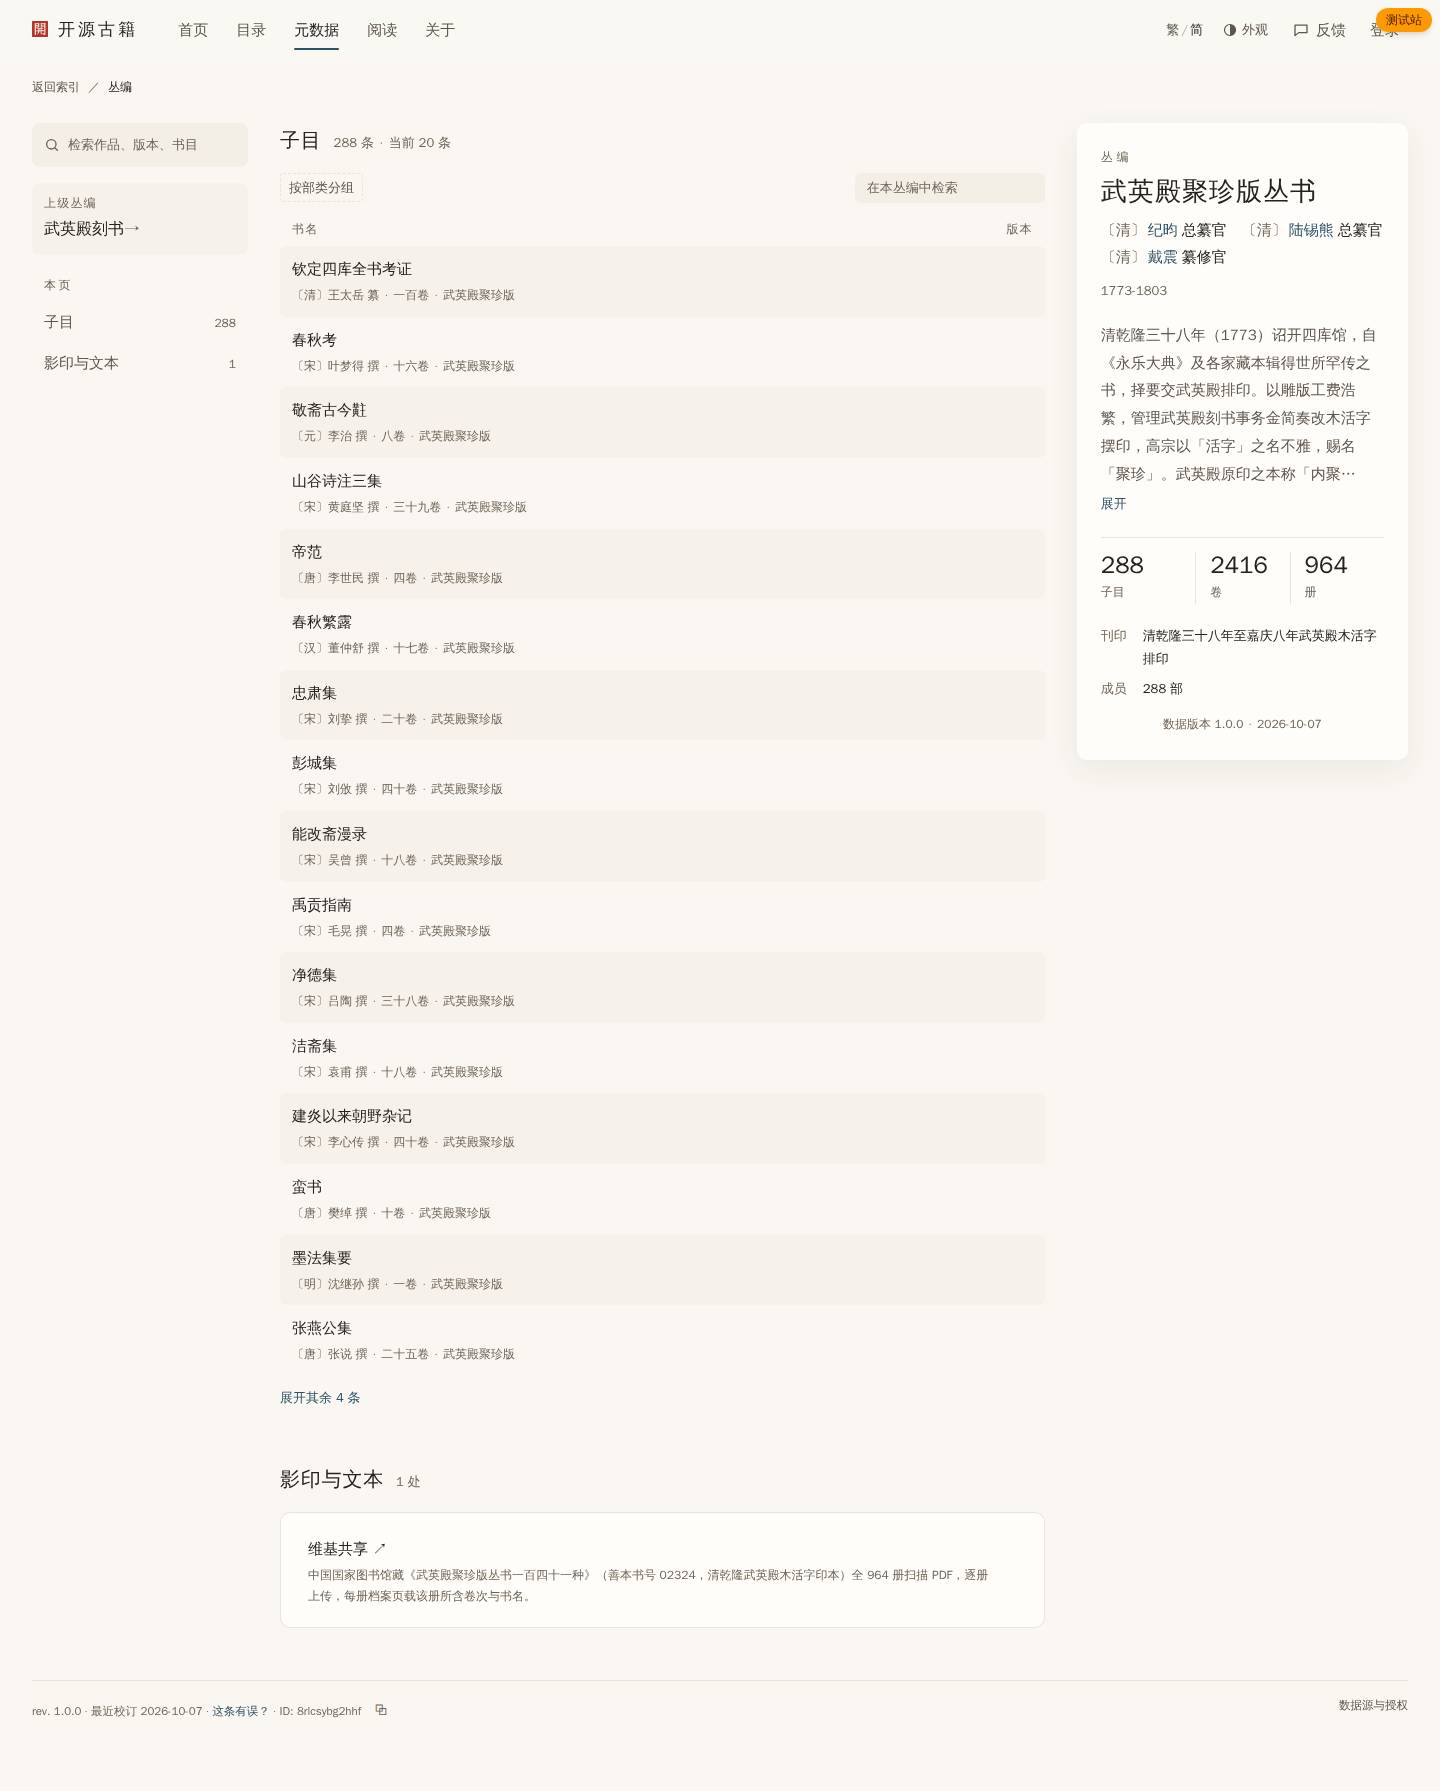 開 开源古籍 首页 目录 元数据 阅读 关于 繁 / 简 外观 反馈 测试站
返回索引 ／ 丛编
检索作品、版本、书目
上级丛编
武英殿刻书→
本页
子目 288
影印与文本 1
子目 288 条 · 当前 20 条
按部类分组 在本丛编中检索
书名 版本
钦定四库全书考证
〔清〕王太岳 纂 · 一百卷 · 武英殿聚珍版
春秋考
〔宋〕叶梦得 撰 · 十六卷 · 武英殿聚珍版
敬斋古今黈
〔元〕李治 撰 · 八卷 · 武英殿聚珍版
山谷诗注三集
〔宋〕黄庭坚 撰 · 三十九卷 · 武英殿聚珍版
帝范
〔唐〕李世民 撰 · 四卷 · 武英殿聚珍版
春秋繁露
〔汉〕董仲舒 撰 · 十七卷 · 武英殿聚珍版
忠肃集
〔宋〕刘挚 撰 · 二十卷 · 武英殿聚珍版
彭城集
〔宋〕刘攽 撰 · 四十卷 · 武英殿聚珍版
能改斋漫录
〔宋〕吴曾 撰 · 十八卷 · 武英殿聚珍版
禹贡指南
〔宋〕毛晃 撰 · 四卷 · 武英殿聚珍版
净德集
〔宋〕吕陶 撰 · 三十八卷 · 武英殿聚珍版
洁斋集
〔宋〕袁甫 撰 · 十八卷 · 武英殿聚珍版
建炎以来朝野杂记
〔宋〕李心传 撰 · 四十卷 · 武英殿聚珍版
蛮书
〔唐〕樊绰 撰 · 十卷 · 武英殿聚珍版
墨法集要
〔明〕沈继孙 撰 · 一卷 · 武英殿聚珍版
张燕公集
〔唐〕张说 撰 · 二十五卷 · 武英殿聚珍版
展开其余 4 条
影印与文本 1 处
维基共享 ↗
中国国家图书馆藏《武英殿聚珍版丛书一百四十一种》（善本书号 02324，清乾隆武英殿木活字印本）全 964 册扫描 PDF，逐册
上传，每册档案页载该册所含卷次与书名。
丛编
武英殿聚珍版丛书
〔清〕纪昀 总纂官 〔清〕陆锡熊 总纂官
〔清〕戴震 纂修官
1773-1803
清乾隆三十八年（1773）诏开四库馆，自
《永乐大典》及各家藏本辑得世所罕传之
书，择要交武英殿排印。以雕版工费浩
繁，管理武英殿刻书事务金简奏改木活字
摆印，高宗以「活字」之名不雅，赐名
「聚珍」。武英殿原印之本称「内聚…
展开
288 2416 964
子目 卷 册
刊印 清乾隆三十八年至嘉庆八年武英殿木活字
排印
成员 288 部
数据版本 1.0.0 · 2026-10-07
rev. 1.0.0 · 最近校订 2026-10-07 · 这条有误？ · ID: 8rlcsybg2hhf
数据源与授权